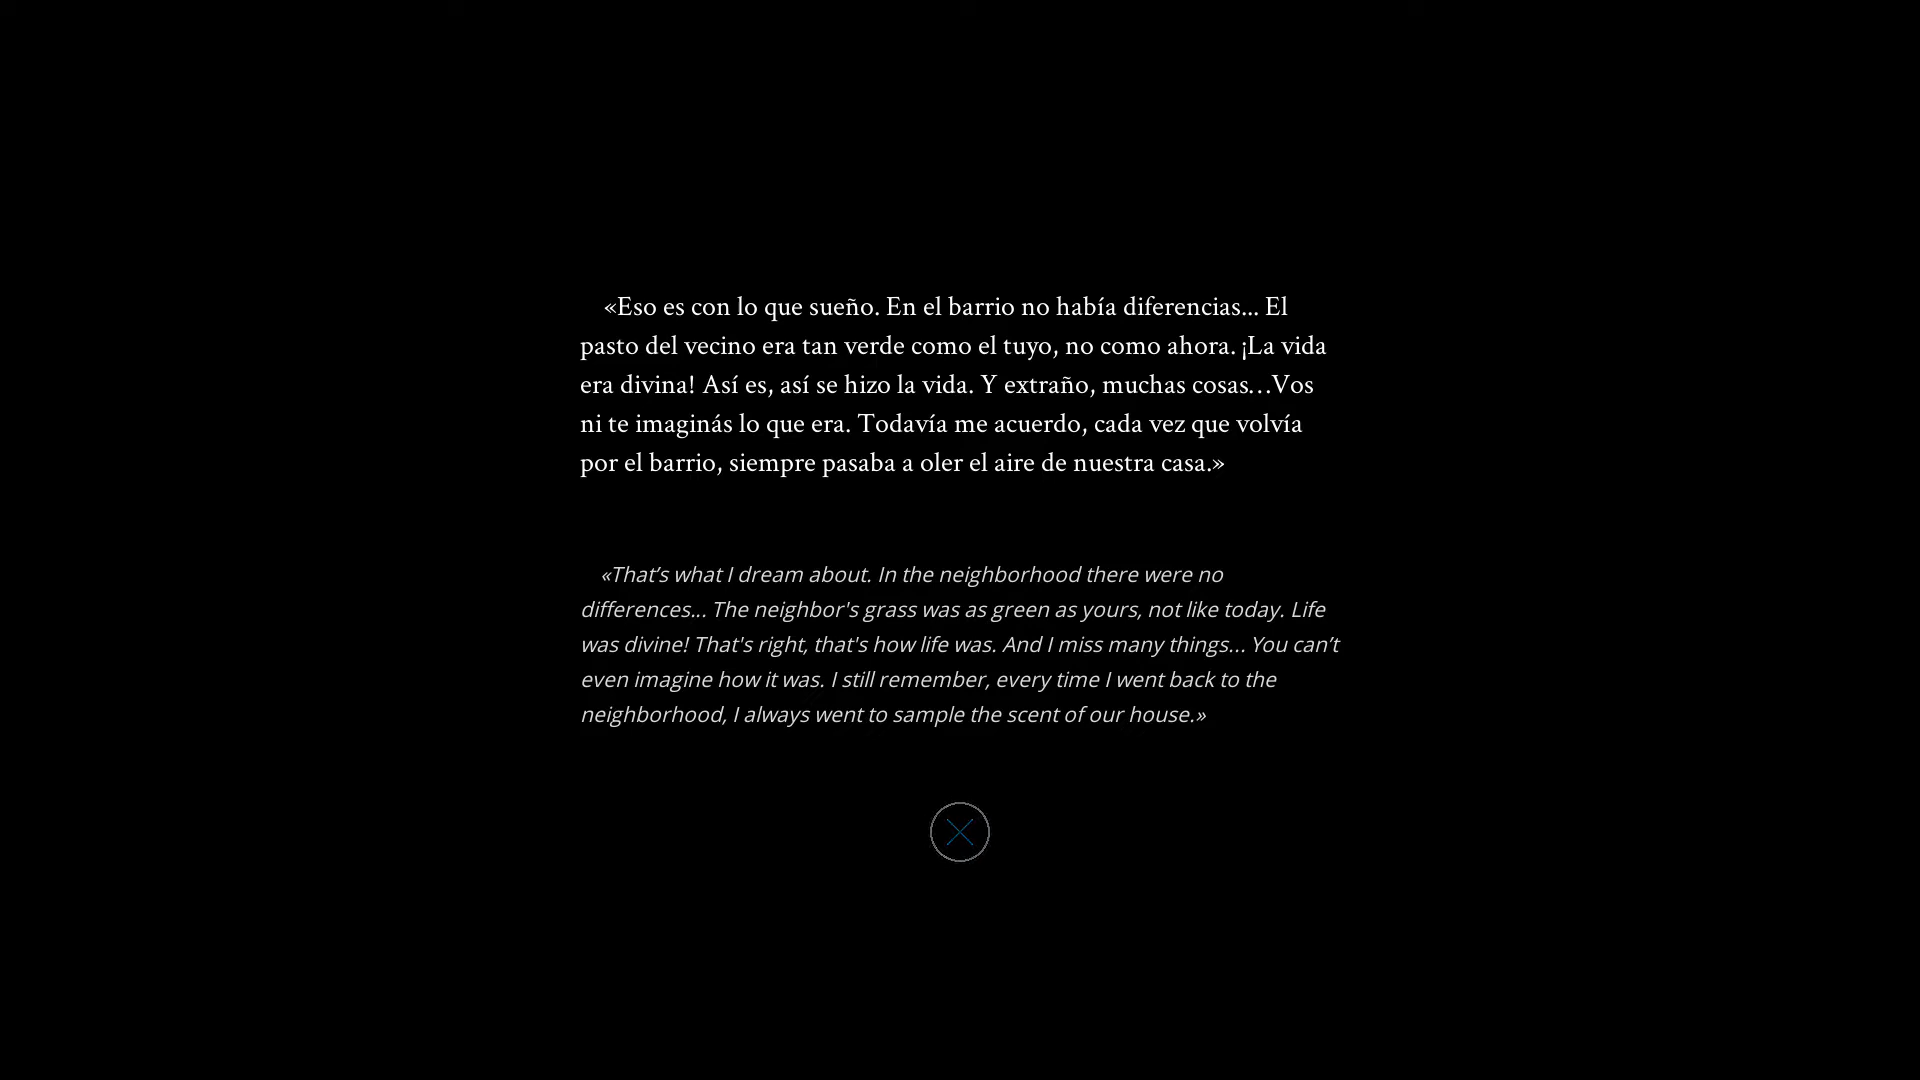 «Eso es con lo que sueño. En el barrio no había diferencias... El
pasto del vecino era tan verde como el tuyo, no como ahora. ¡La vida
era divina! Así es, así se hizo la vida. Y extraño, muchas cosas…Vos
ni te imaginás lo que era. Todavía me acuerdo, cada vez que volvía
por el barrio, siempre pasaba a oler el aire de nuestra casa.»
«That’s what I dream about. In the neighborhood there were no
differences... The neighbor's grass was as green as yours, not like today. Life
was divine! That's right, that's how life was. And I miss many things... You can’t
even imagine how it was. I still remember, every time I went back to the
neighborhood, I always went to sample the scent of our house.»